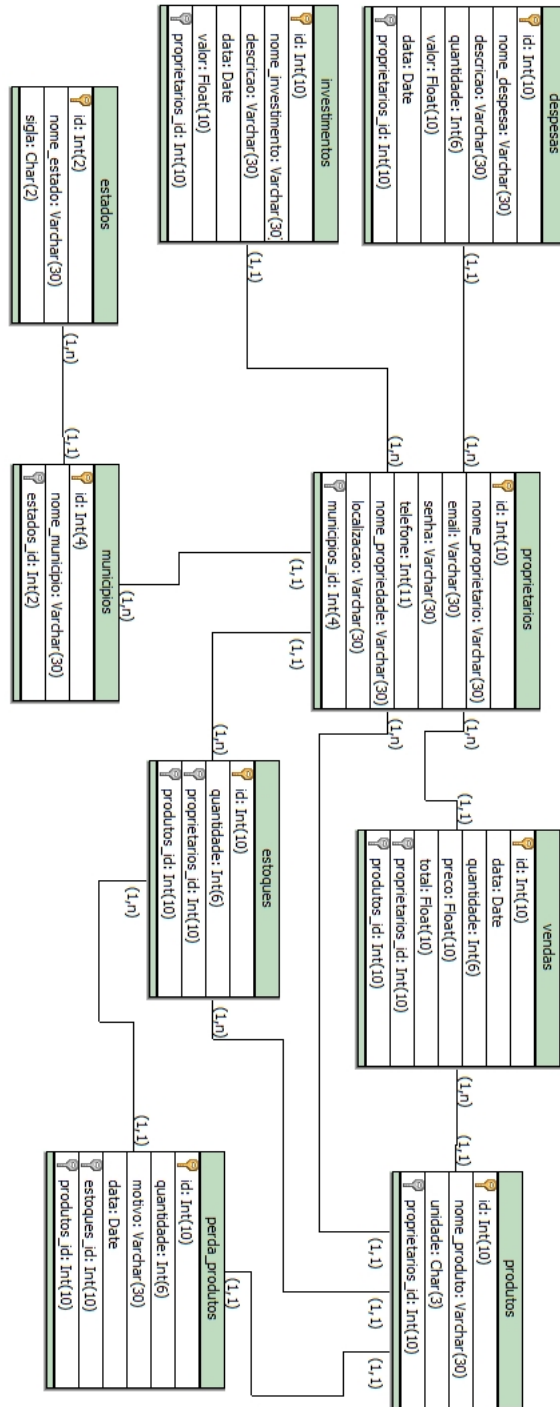 despesas
id: Int(10)
nome_despesa: Varchar(30)
descricao: Varchar(30)
quantidade: Int(6)
valor: Float(10)
data: Date
proprietarios_id: Int(10)
(1,1)
(1,n)
investimentos
id: Int(10)
nome_investimento: Varchar(30)
descricao: Varchar(30)
data: Date
valor: Float(10)
proprietarios_id: Int(10)
(1,1)
(1,n)
estados
id: Int(2)
nome_estado: Varchar(30)
sigla: Char(2)
(1,n)
(1,1)
proprietarios
id: Int(10)
nome_proprietario: Varchar(30)
email: Varchar(30)
senha: Varchar(30)
telefone: Int(11)
nome_propriedade: Varchar(30)
localizacao: Varchar(30)
municipios_id: Int(4)
(1,1)
(1,n)
(1,1)
(1,n)
(1,n)
(1,n)
municipios
id: Int(4)
nome_municipio: Varchar(30)
estados_id: Int(2)
vendas
id: Int(10)
data: Date
quantidade: Int(6)
preco: Float(10)
total: Float(10)
proprietarios_id: Int(10)
produtos_id: Int(10)
(1,1)
(1,n)
(1,1)
estoques
id: Int(10)
quantidade: Int(6)
proprietarios_id: Int(10)
produtos_id: Int(10)
(1,n)
(1,n)
(1,1)
produtos
id: Int(10)
nome_produto: Varchar(30)
unidade: Char(3)
proprietarios_id: Int(10)
(1,1)
(1,1)
(1,1)
perda_produtos
id: Int(10)
quantidade: Int(6)
motivo: Varchar(30)
data: Date
estoques_id: Int(10)
produtos_id: Int(10)
(1,1)